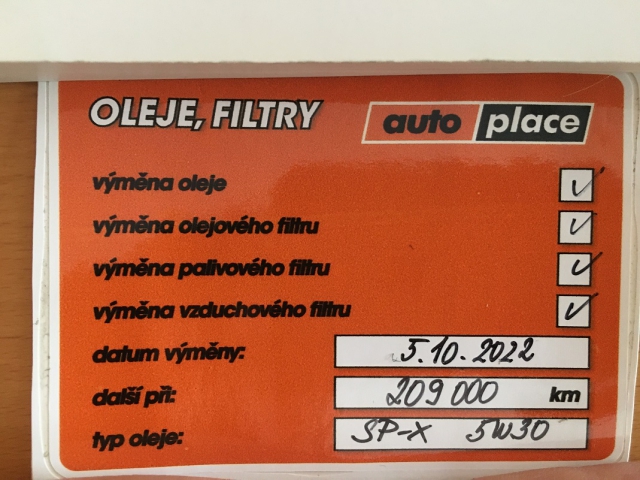 OLEJE, FILTRY auto place
výměna oleje
výměna olejového filtru
výměna palivového filtru
výměna vzduchového filtru
datum výměny: 5.10.2022
další při: 209 000 km
typ oleje: SP-X 5W30